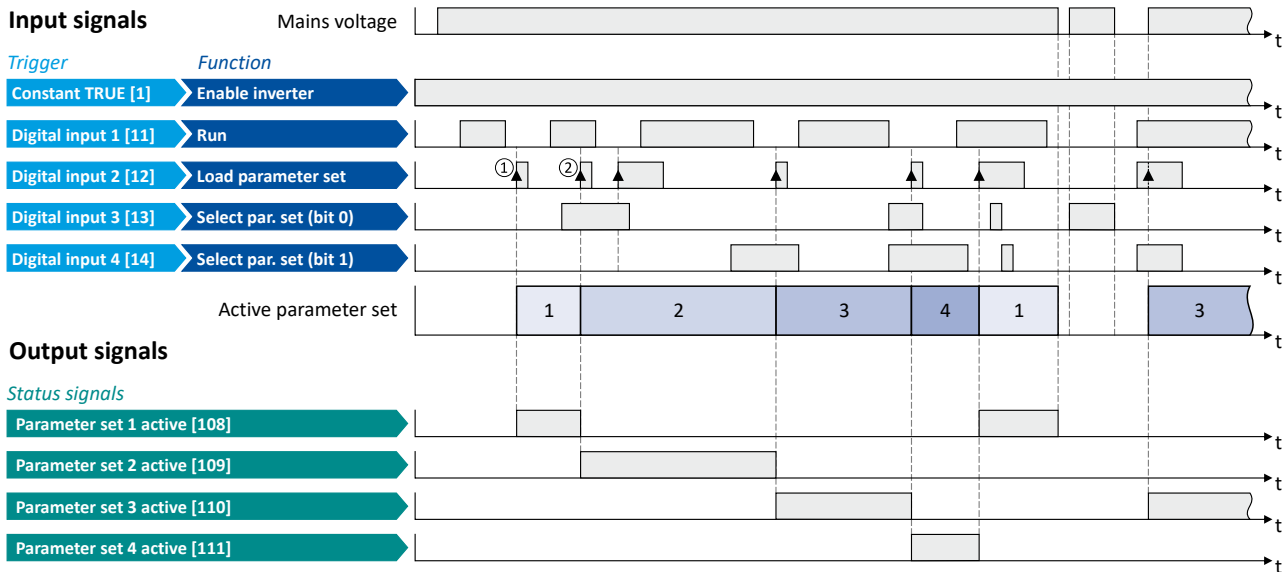 Input signals
Mains voltage
t
Trigger Function
Constant TRUE [1] Enable inverter
t
Digital input 1 [11] Run
t
Digital input 2 [12] Load parameter set
① ②
t
Digital input 3 [13] Select par. set (bit 0)
t
Digital input 4 [14] Select par. set (bit 1)
t
Active parameter set
1 2 3 4 1 3
t
Output signals
Status signals
Parameter set 1 active [108]
t
Parameter set 2 active [109]
t
Parameter set 3 active [110]
t
Parameter set 4 active [111]
t